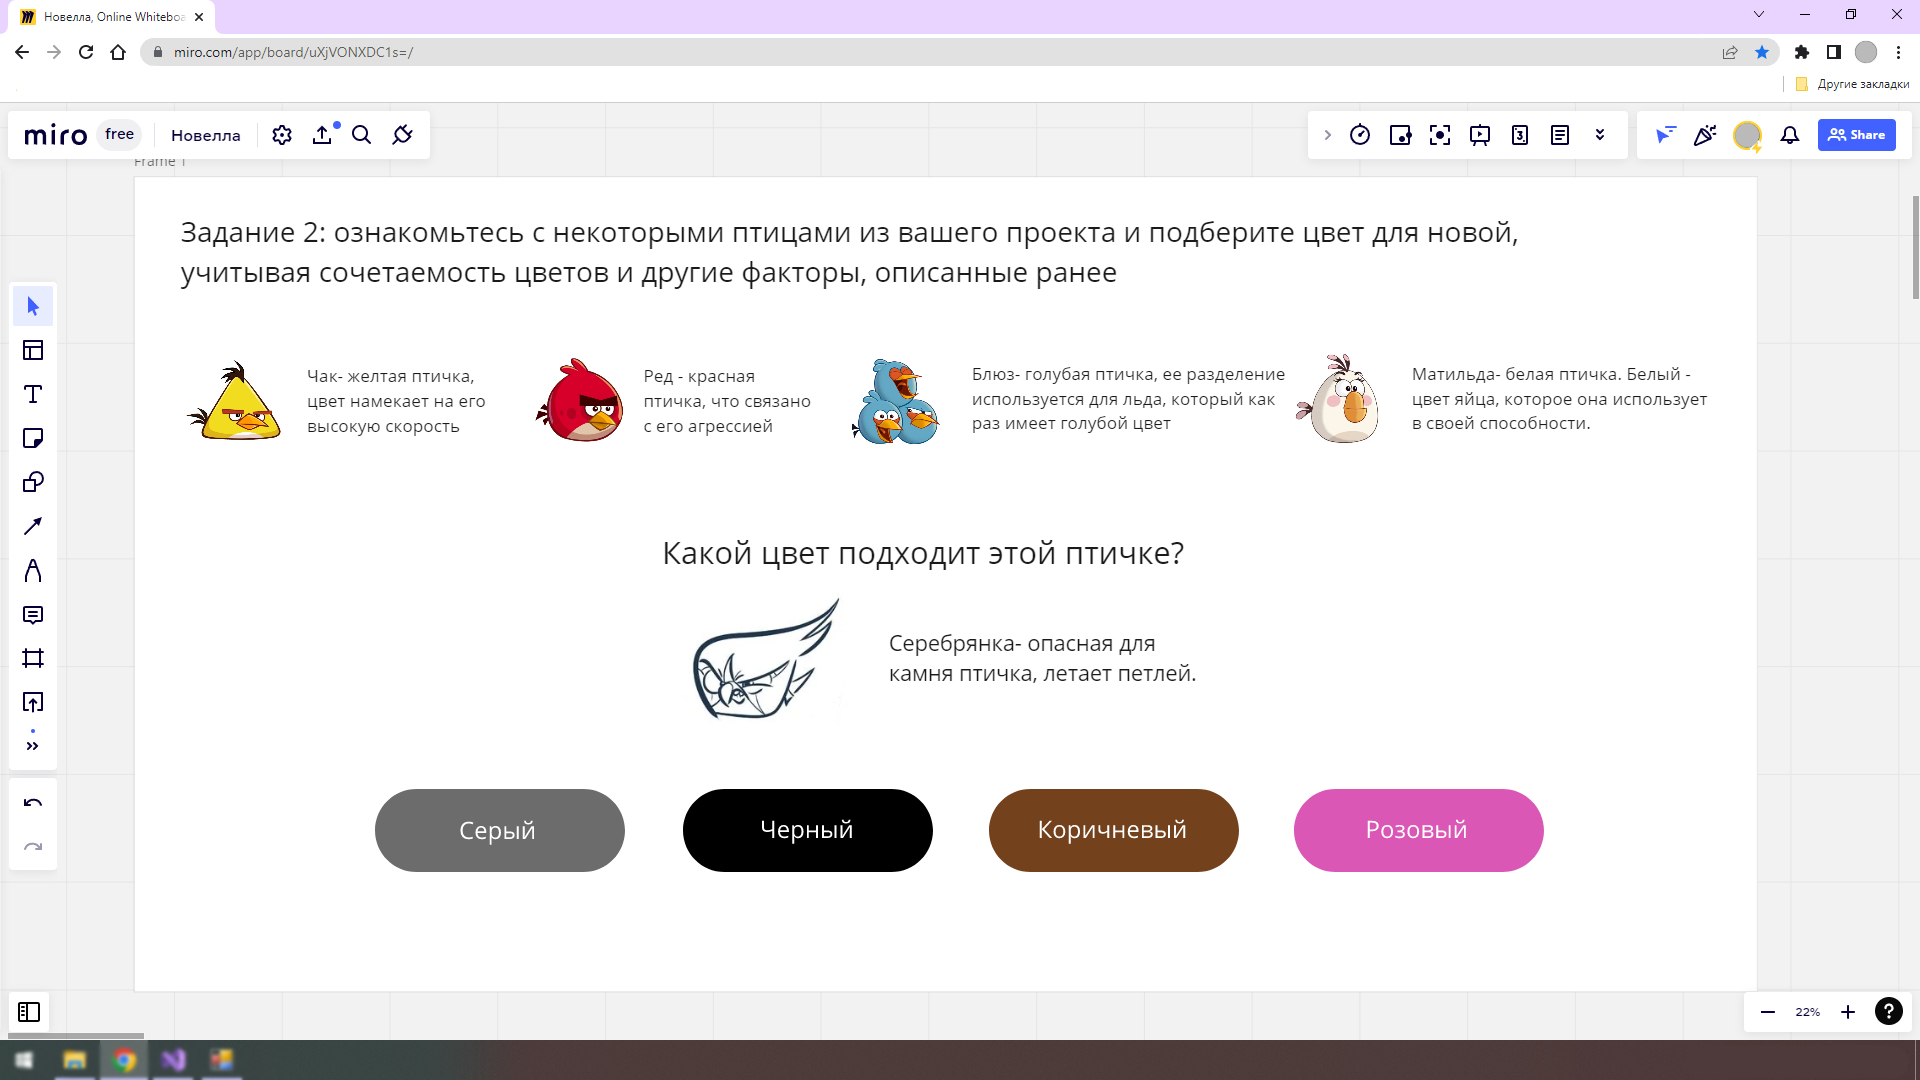 Новелла, Online Whiteboa
miro.com/app/board/uXjVONXDC1s=/
Другие закладки
miro free Новелла
3
Share
Frame 1
Задание 2: ознакомьтесь с некоторыми птицами из вашего проекта и подберите цвет для новой,
учитывая сочетаемость цветов и другие факторы, описанные ранее
Чак- желтая птичка,
цвет намекает на его
высокую скорость
Ред - красная
птичка, что связано
с его агрессией
Блюз- голубая птичка, ее разделение
используется для льда, который как
раз имеет голубой цвет
Матильда- белая птичка. Белый -
цвет яйца, которое она использует
в своей способности.
Какой цвет подходит этой птичке?
Серебрянка- опасная для
камня птичка, летает петлей.
Серый
Черный
Коричневый
Розовый
22%